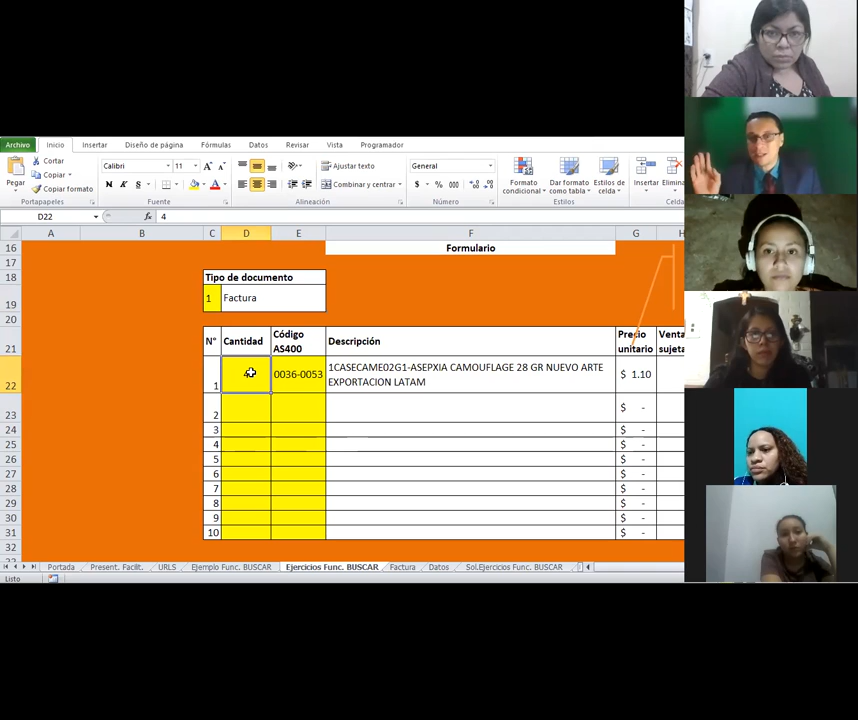 Archivo Inicio Insertar Diseño de página Fórmulas Datos Revisar Vista Programador
Pegar
Cortar
Copiar
Copiar formato
Portapapeles
Calibri 11
N K S
Fuente
Ajustar texto
Combinar y centrar
Alineación
General
$ % 000
Número
Formato condicional
Dar formato como tabla
Estilos de celda
Estilos
Insertar Elimina
Celda
D22 fx 4
A B C D E F G H
16 Formulario
17
18 Tipo de documento
19 1 Factura
20
21 N° Cantidad Código AS400 Descripción Precio unitario Venta sujeta
22 1 4 0036-0053 1CASECAME02G1-ASEPXIA CAMOUFLAGE 28 GR NUEVO ARTE EXPORTACION LATAM $ 1.10
23 2 $ -
24 3 $ -
25 4 $ -
26 5 $ -
27 6 $ -
28 7 $ -
29 8 $ -
30 9 $ -
31 10 $ -
32
Portada Present. Facilit. URLS Ejemplo Func. BUSCAR Ejercicios Func. BUSCAR Factura Datos Sol.Ejercicios Func. BUSCAR
Listo